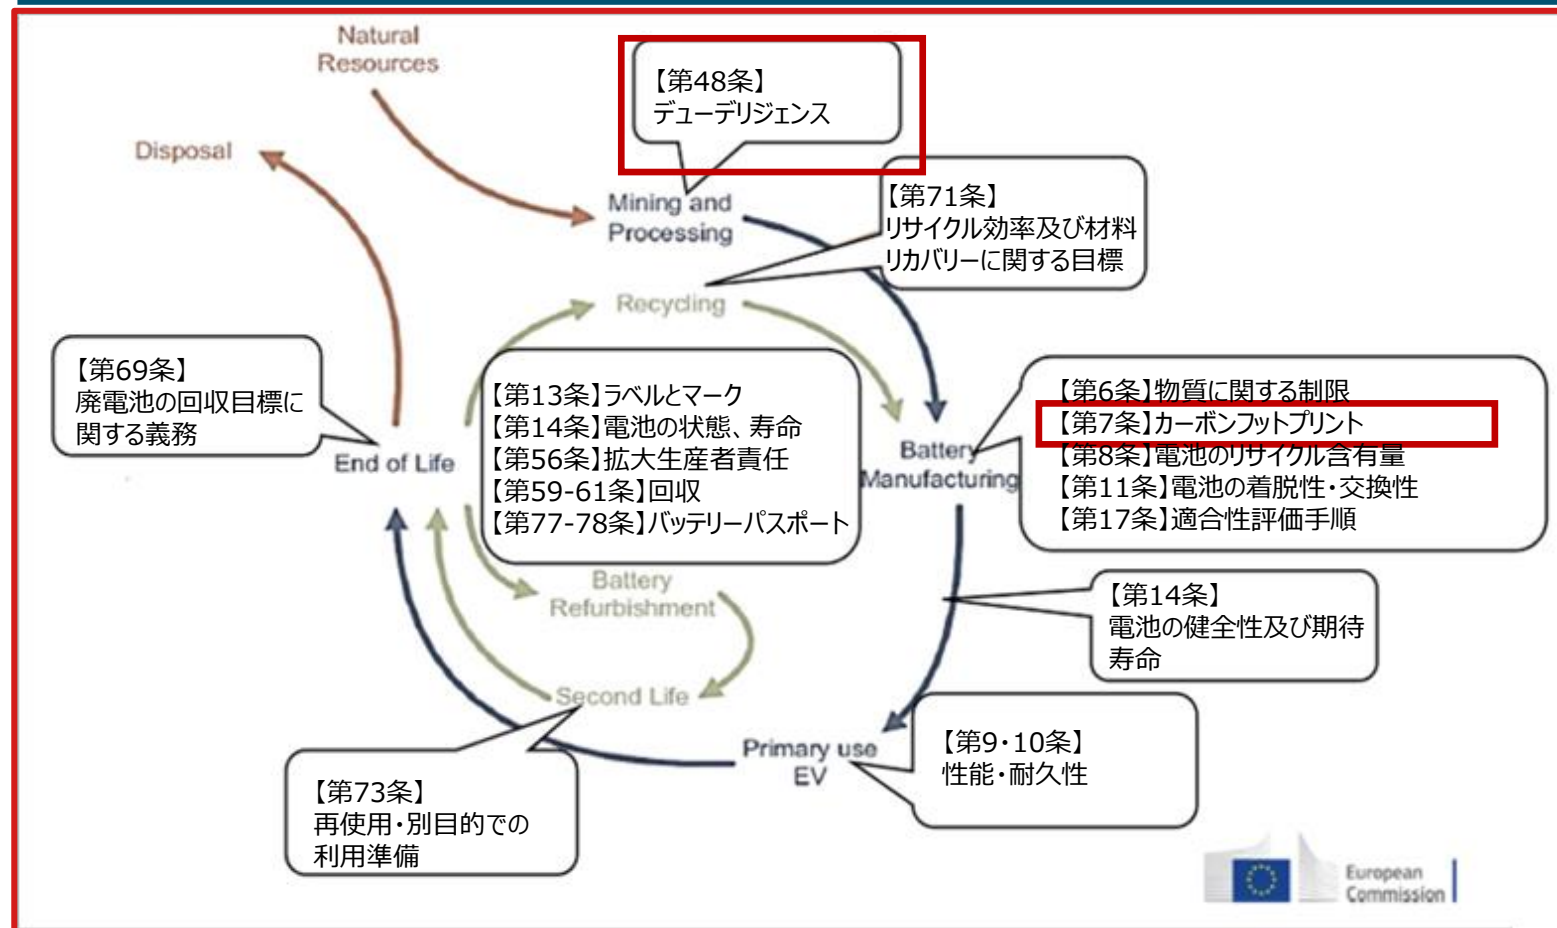 Natural
Resources
【第48条】
デューデリジェンス
Disposal
Mining and
Processing
【第71条】
リサイクル効率及び材料
リカバリーに関する目標
Recycling
【第69条】
廃電池の回収目標に
関する義務
End of Life
【第13条】ラベルとマーク
【第14条】電池の状態、寿命
【第56条】拡大生産者責任
【第59-61条】回収
【第77-78条】バッテリーパスポート
Battery
Manufacturing
【第6条】物質に関する制限
【第7条】カーボンフットプリント
【第8条】電池のリサイクル含有量
【第11条】電池の着脱性・交換性
【第17条】適合性評価手順
Battery
Refurbishment
【第14条】
電池の健全性及び期待
寿命
Second Life
Primary use
EV
【第9・10条】
性能・耐久性
【第73条】
再使用・別目的での
利用準備
European
Commission